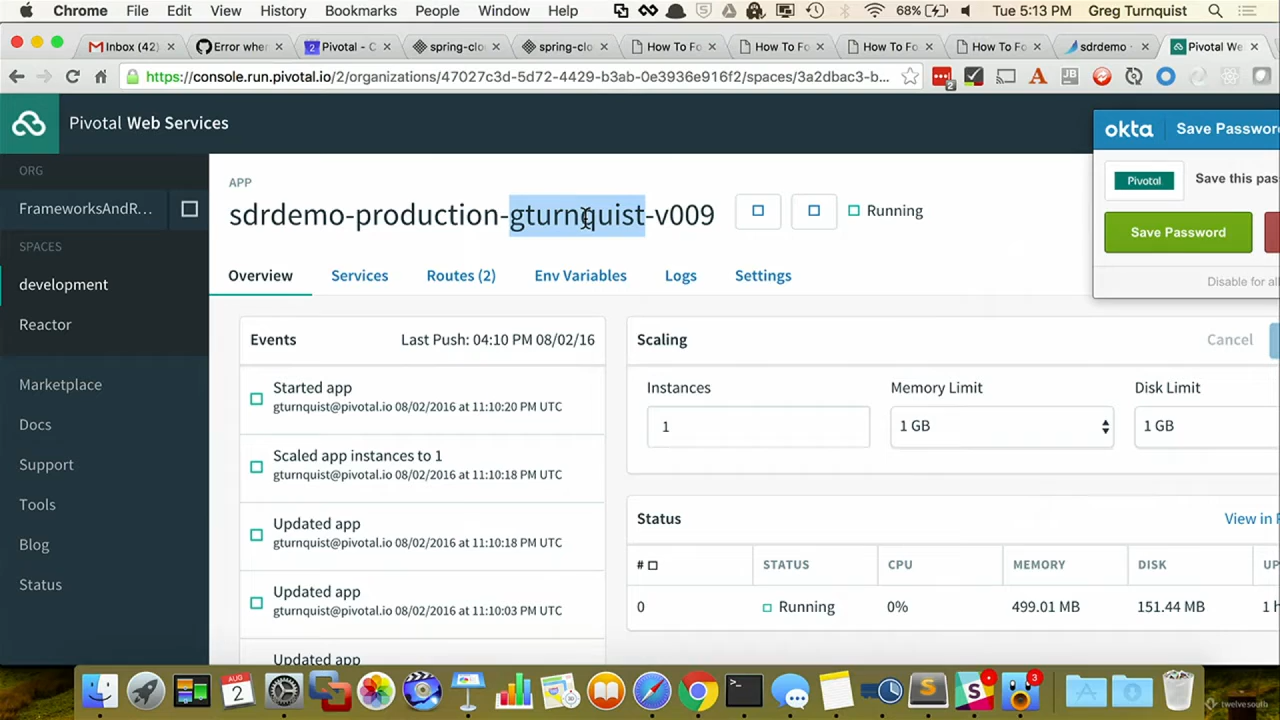 Chrome File Edit View History Bookmarks People Window Help 68% Tue 5:13 PM Greg Turnquist
Inbox (42) Error whe Pivotal - C spring-clo spring-clo How To Fo How To Fo How To Fo How To Fo sdrdemo - Pivotal We
https://console.run.pivotal.io/2/organizations/47027c3d-5d72-4429-b3ab-0e3936e916f2/spaces/3a2dbac3-b... 2
Pivotal Web Services
okta Save Passwor
ORG
FrameworksAndR...
SPACES
development
Reactor
Marketplace
Docs
Support
Tools
Blog
Status
APP
sdrdemo-production-gturnquist-v009 Running
Pivotal Save this pas
Save Password
Disable for al
Overview Services Routes (2) Env Variables Logs Settings
Events Last Push: 04:10 PM 08/02/16
Started app
gturnquist@pivotal.io 08/02/2016 at 11:10:20 PM UTC
Scaled app instances to 1
gturnquist@pivotal.io 08/02/2016 at 11:10:18 PM UTC
Updated app
gturnquist@pivotal.io 08/02/2016 at 11:10:18 PM UTC
Updated app
gturnquist@pivotal.io 08/02/2016 at 11:10:03 PM UTC
Updated app
Scaling Cancel
Instances Memory Limit Disk Limit
1 1 GB 1 GB
Status View in
# STATUS CPU MEMORY DISK UP
0 Running 0% 499.01 MB 151.44 MB 1 h
AUG
2
3
twelve south